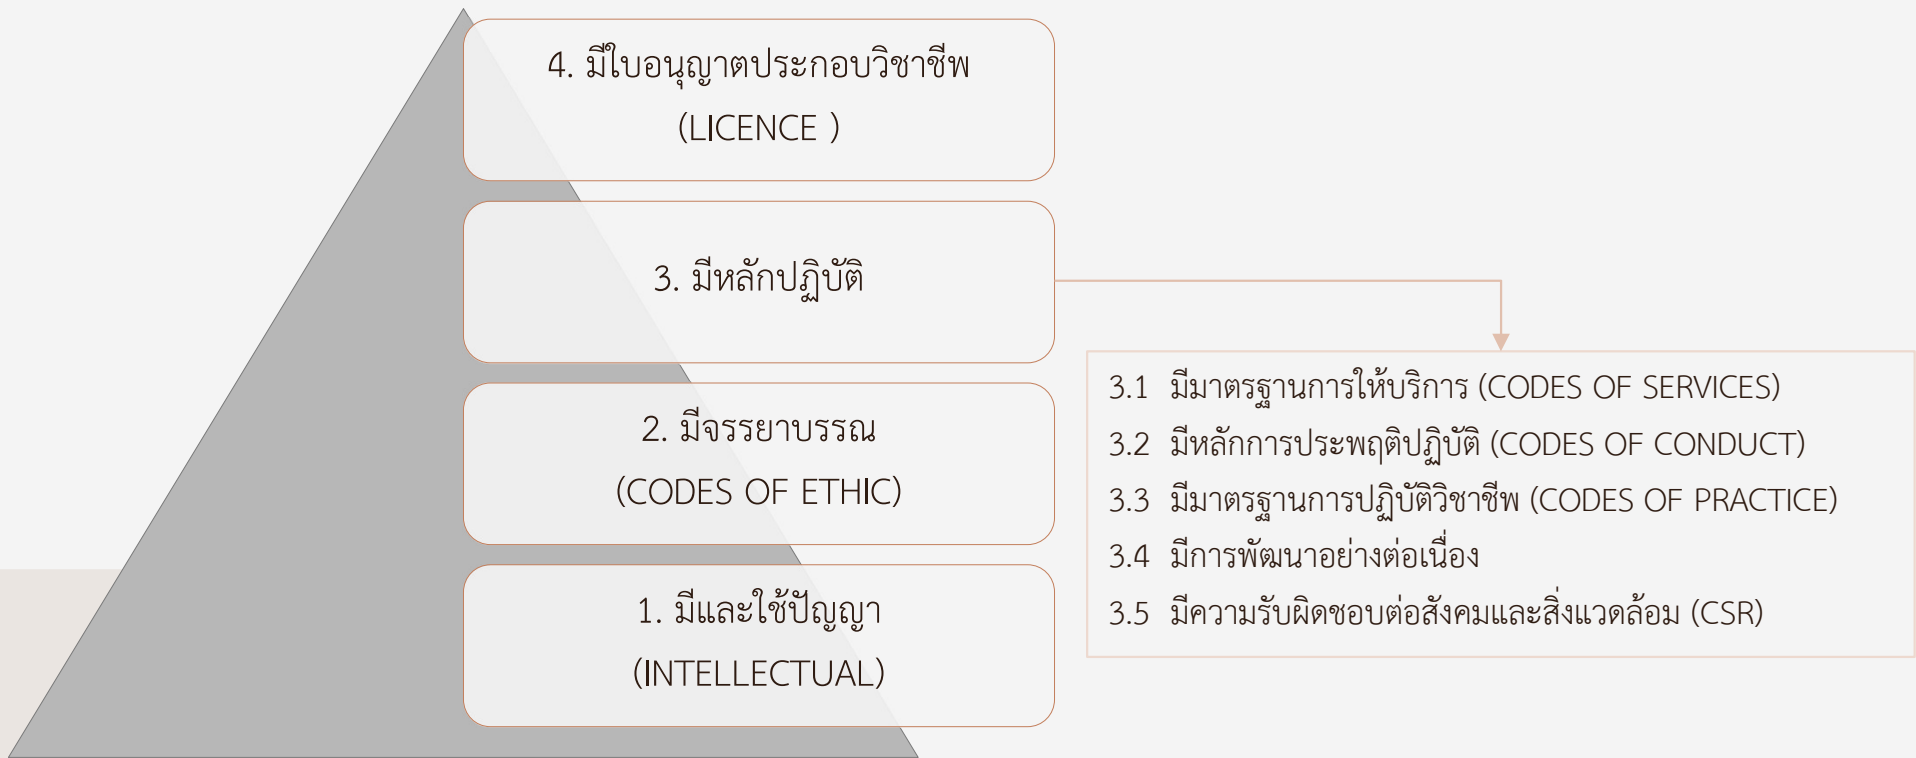 4. มีใบอนุญาตประกอบวิชาชีพ
(LICENCE )
3. มีหลักปฏิบัติ
2. มีจรรยาบรรณ
(CODES OF ETHIC)
1. มีและใช้ปัญญา
(INTELLECTUAL)
3.1 มีมาตรฐานการให้บริการ (CODES OF SERVICES)
3.2 มีหลักการประพฤติปฏิบัติ (CODES OF CONDUCT)
3.3 มีมาตรฐานการปฏิบัติวิชาชีพ (CODES OF PRACTICE)
3.4 มีการพัฒนาอย่างต่อเนื่อง
3.5 มีความรับผิดชอบต่อสังคมและสิ่งแวดล้อม (CSR)